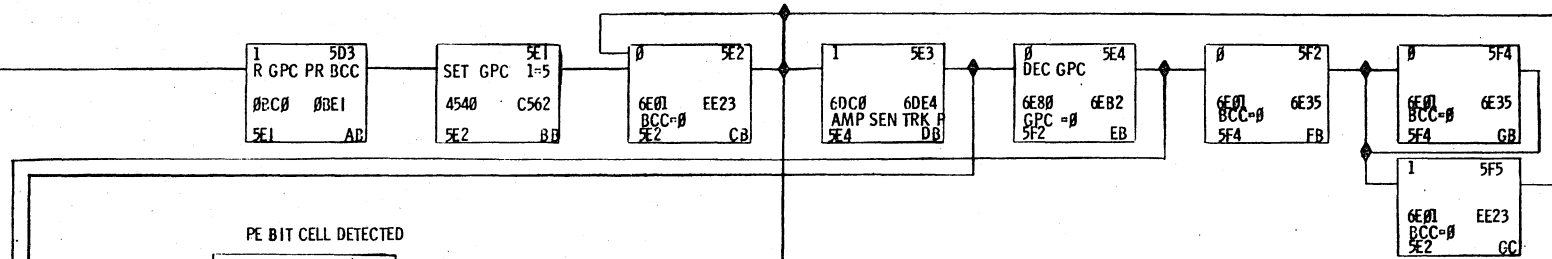 1 5D3
R GPC PR BCC
ØBCØ ØBE1
5E1 AB
5E1
SET GPC 1=5
4540 C562
5E2 BB
Ø 5E2
6EØ1 EE23
BCC=Ø
5E2 CB
1 5E3
6DCØ 6DE4
AMP SEN TRK P
5E4 DB
Ø 5E4
DEC GPC
6E80 6EB2
GPC =Ø
5F2 EB
Ø 5F2
6EØ1 6E35
BCC=Ø
5F4 FB
Ø 5F4
6EØ1 6E35
BCC=Ø
5F4 GB
1 5F5
6EØ1 EE23
BCC=Ø
5E2 GC
PE BIT CELL DETECTED